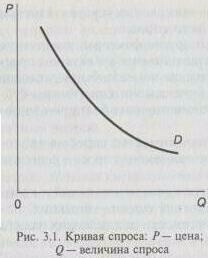 P
D
0
Q
Рис. 3.1. Кривая спроса: P — цена;
Q — величина спроса